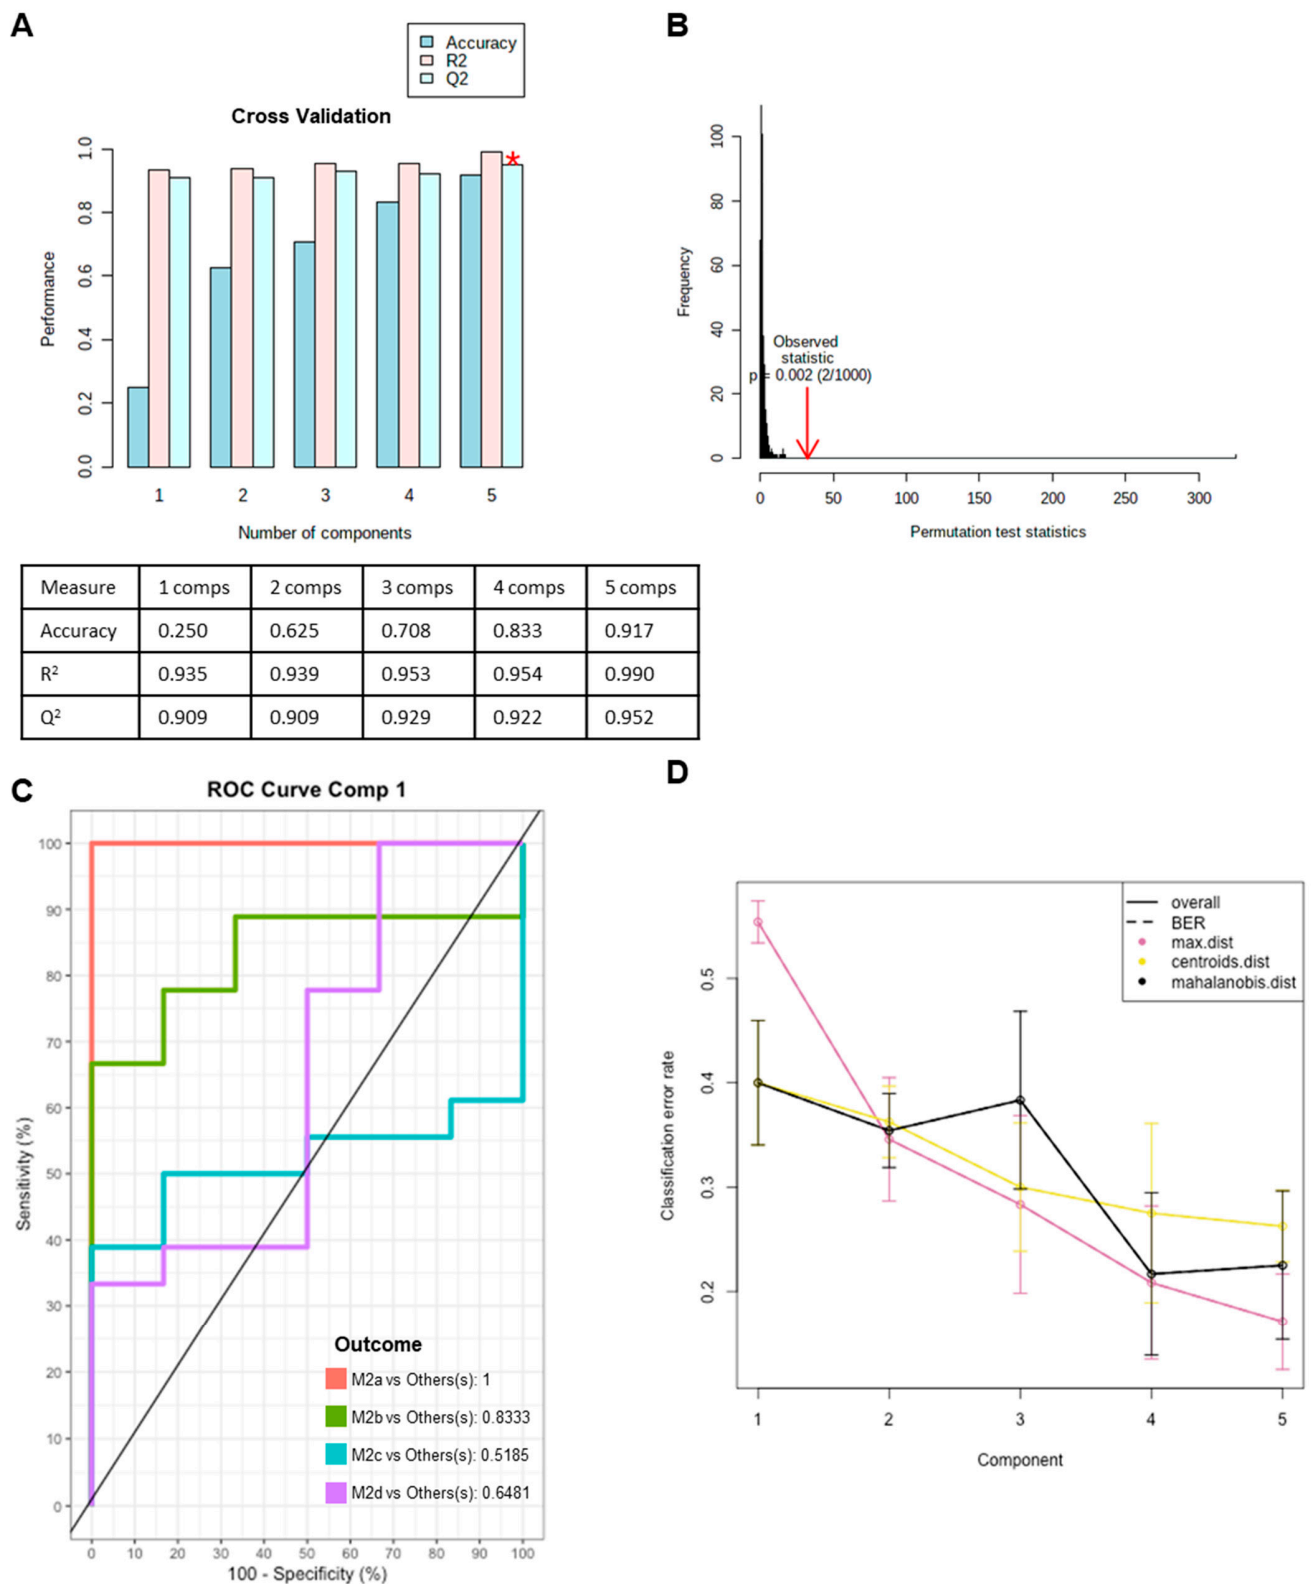 A
Accuracy
R2
Q2
Cross Validation
Performance
0.0 0.2 0.4 0.6 0.8 1.0
*
1 2 3 4 5
Number of components
Measure 1 comps 2 comps 3 comps 4 comps 5 comps
Accuracy 0.250 0.625 0.708 0.833 0.917
R² 0.935 0.939 0.953 0.954 0.990
Q² 0.909 0.909 0.929 0.922 0.952
B
Frequency
0 20 40 60 80 100
Observed
statistic
p = 0.002 (2/1000)
0 50 100 150 200 250 300
Permutation test statistics
C
ROC Curve Comp 1
Sensitivity (%)
100
90
80
70
60
50
40
30
20
10
0
Outcome
M2a vs Others(s): 1
M2b vs Others(s): 0.8333
M2c vs Others(s): 0.5185
M2d vs Others(s): 0.6481
0 10 20 30 40 50 60 70 80 90 100
100 - Specificity (%)
D
overall
BER
max.dist
centroids.dist
mahalanobis.dist
Classification error rate
0.2 0.3 0.4 0.5
1 2 3 4 5
Component